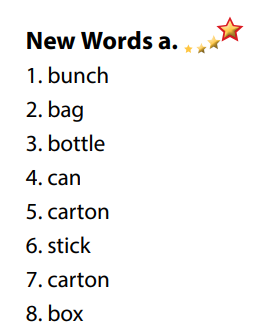 New Words a.
1. bunch
2. bag
3. bottle
4. can
5. carton
6. stick
7. carton
8. box